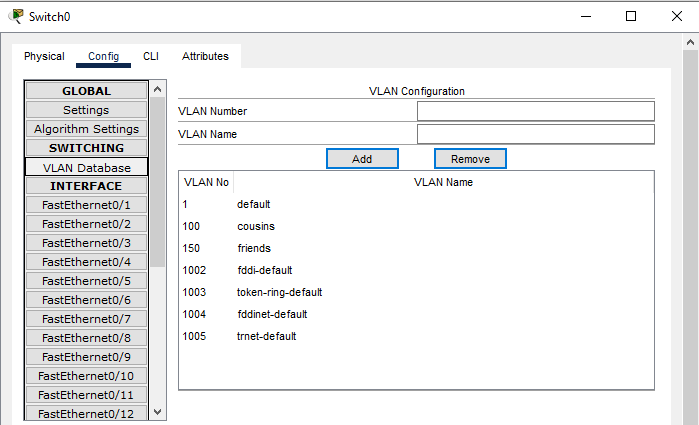 Switch0
Physical Config CLI Attributes
GLOBAL
Settings
Algorithm Settings
SWITCHING
VLAN Database
INTERFACE
FastEthernet0/1
FastEthernet0/2
FastEthernet0/3
FastEthernet0/4
FastEthernet0/5
FastEthernet0/6
FastEthernet0/7
FastEthernet0/8
FastEthernet0/9
FastEthernet0/10
FastEthernet0/11
FastEthernet0/12
VLAN Configuration
VLAN Number
VLAN Name
Add Remove
VLAN No VLAN Name
1 default
100 cousins
150 friends
1002 fddi-default
1003 token-ring-default
1004 fddinet-default
1005 trnet-default